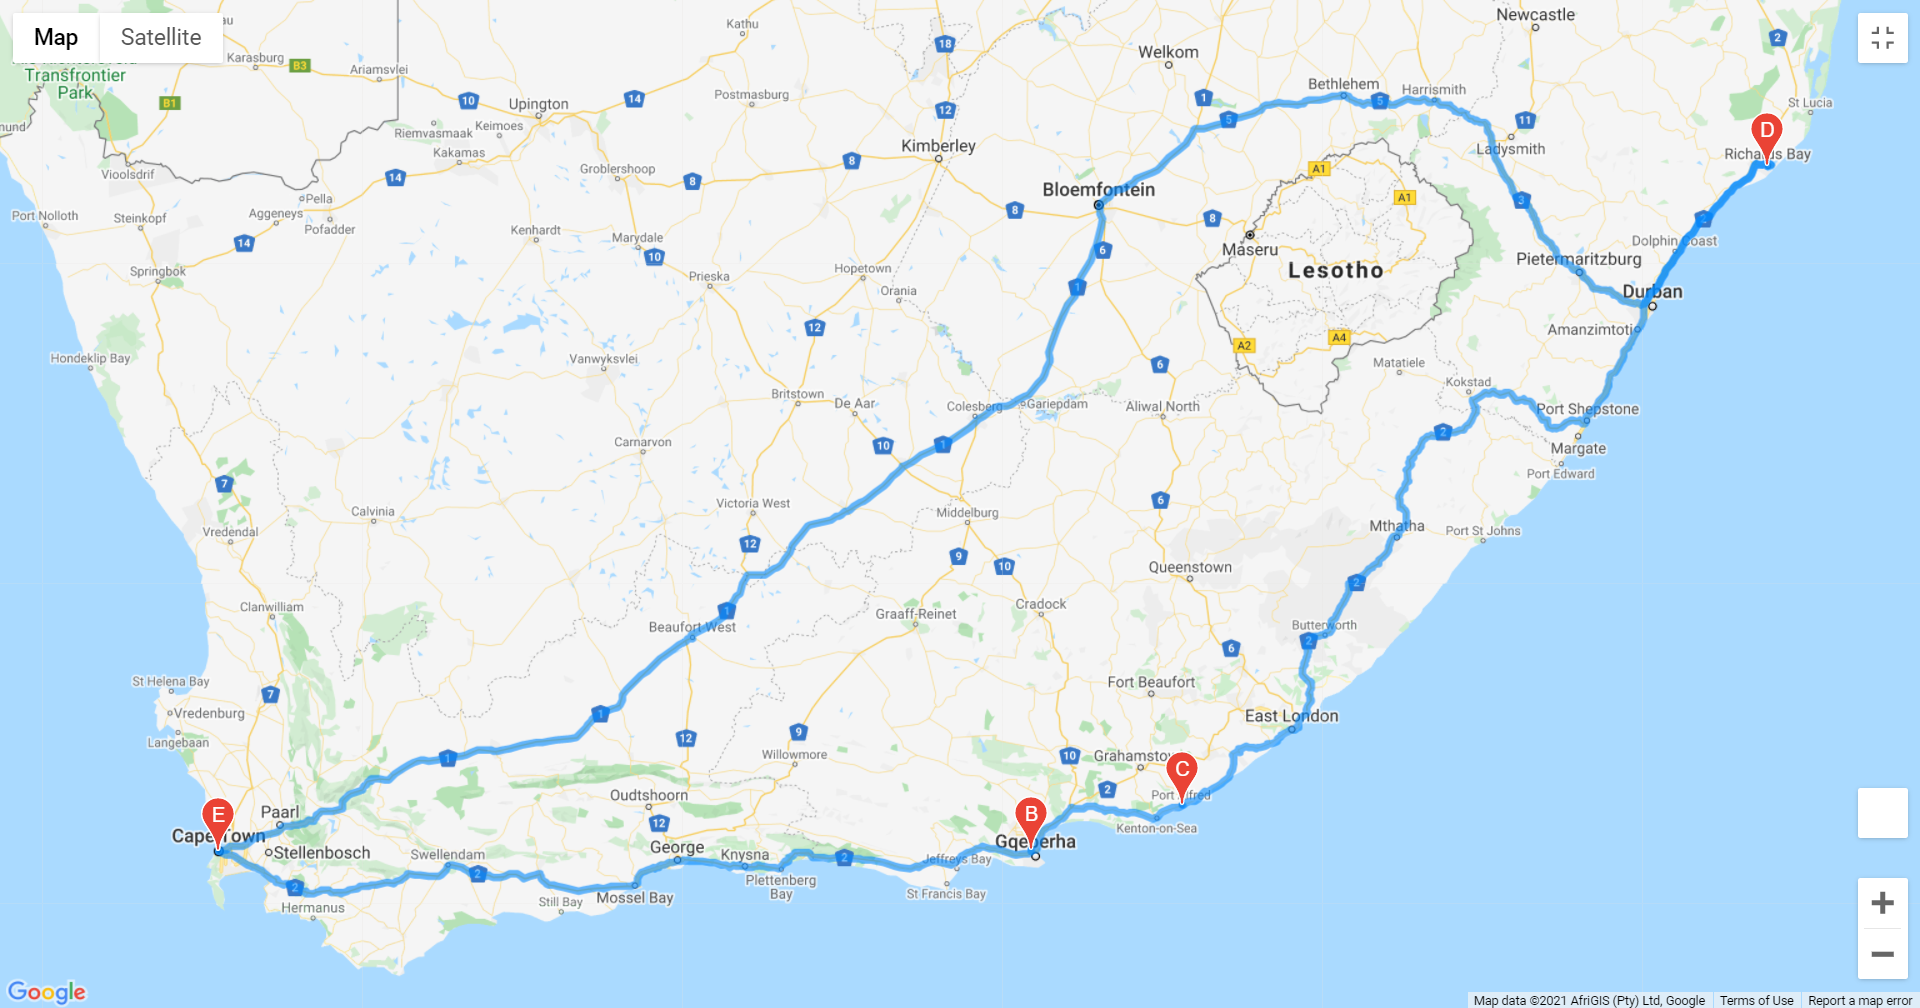 Map
Satellite
Transfrontier
Park
Karasburg
B3
Ariamsvlei
B1
Vioolsdrif
10
Upington
14
Riemvasmaak
Keimoes
Kakamas
Kathu
Postmasburg
18
12
Groblershoop
Kimberley
8
8
14
Port Nolloth
Steinkopf
Aggeneys
Pella
Pofadder
14
Springbok
Kenhardt
Marydale
10
Prieska
Hopetown
Orania
12
Hondeklip Bay
Vanwyksvlei
Britstown
De Aar
Carnarvon
10
Colesberg
Gariepdam
1
Welkom
Newcastle
2
Bethlehem
Harrismith
1
5
5
11
Ladysmith
St Lucia
D
Richards Bay
A1
A1
Bloemfontein
8
8
6
1
Maseru
Lesotho
3
2
Dolphin Coast
Pietermaritzburg
Durban
Amanzimtoti
A2
A4
6
Matatiele
Kokstad
Aliwal North
Port Shepstone
Margate
Port Edward
2
7
Vredendal
Calvinia
Victoria West
12
Middelburg
9
10
6
Mthatha
Port St Johns
Queenstown
2
Clanwilliam
Beaufort West
1
Graaff-Reinet
Cradock
Butterworth
2
6
St Helena Bay
Vredenburg
Langebaan
7
1
12
9
Willowmore
Fort Beaufort
East London
10
Grahamstown
2
C
Port Alfred
Kenton-on-Sea
1
Paarl
E
Cape Town
Stellenbosch
Oudtshoorn
12
B
Gqeberha
Swellendam
2
2
Hermanus
George
Knysna
Plettenberg
Bay
2
Jeffreys Bay
St Francis Bay
Mossel Bay
Still Bay
Google
Map data ©2021 AfriGIS (Pty) Ltd, Google
Terms of Use
Report a map error